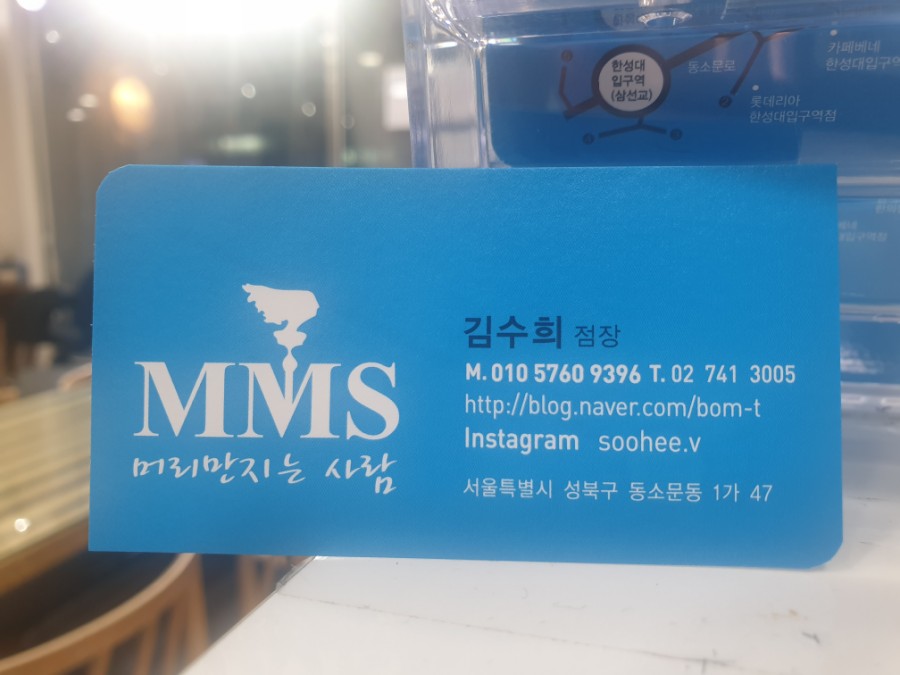 한성대
입구역
(삼선교)
동소문로
카페베네
한성대입구역
롯데리아
한성대입구역점
MMS
머리만지는 사람
김수희 점장
M. 010 5760 9396 T. 02 741 3005
http://blog.naver.com/bom-t
Instagram soohee.v
서울특별시 성북구 동소문동 1가 47